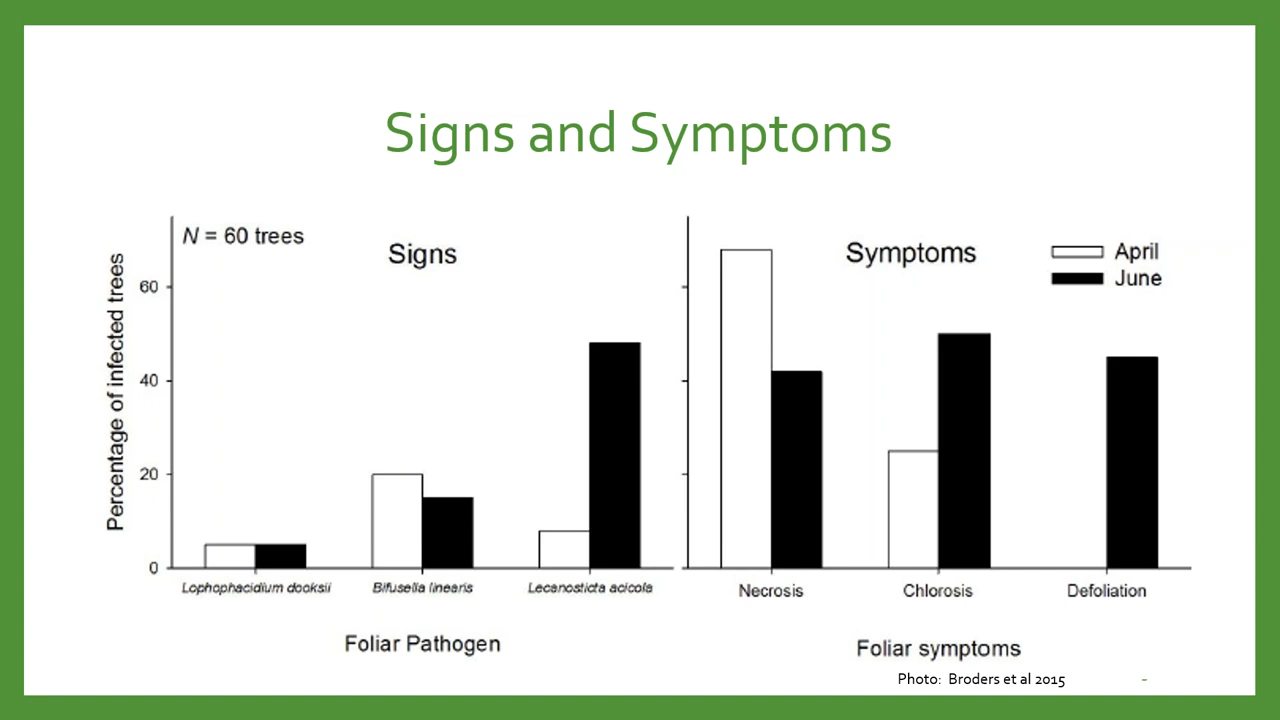 Signs and Symptoms
N = 60 trees
Signs
Percentage of infected trees
60
40
20
0
Lophophacidium dooksii
Bifusella linearis
Lecanosticta acicola
Foliar Pathogen
Symptoms
April
June
Necrosis
Chlorosis
Defoliation
Foliar symptoms
Photo: Broders et al 2015
-